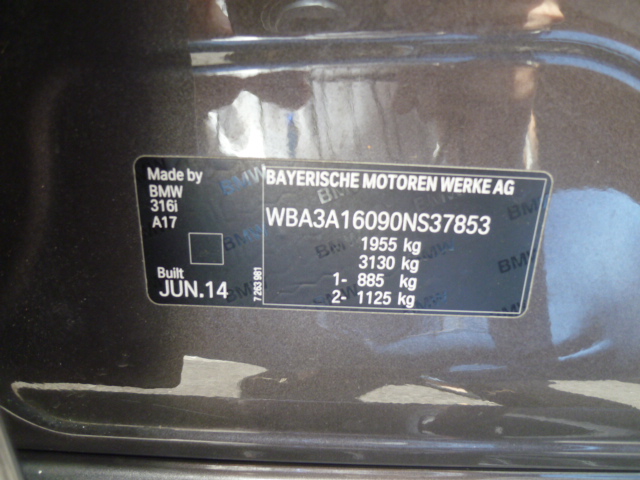 Made by
BMW
316i
A17
Built
JUN.14
7 263 961
BAYERISCHE MOTOREN WERKE AG
WBA3A16090NS37853
1955 kg
3130 kg
1- 885 kg
2- 1125 kg